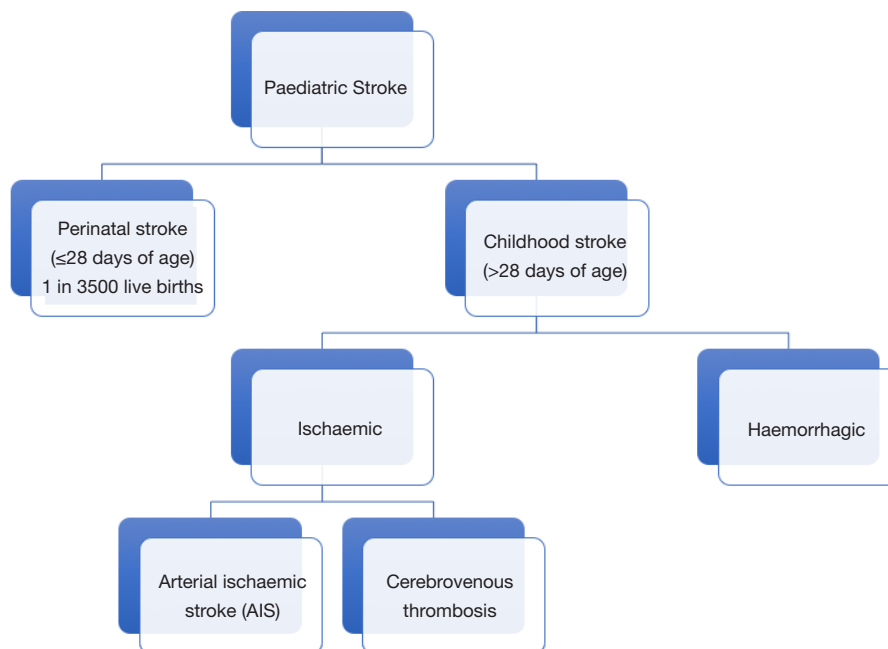 Paediatric Stroke
Perinatal stroke
(≤28 days of age)
1 in 3500 live births
Childhood stroke
(>28 days of age)
Ischaemic
Haemorrhagic
Arterial ischaemic
stroke (AIS)
Cerebrovenous
thrombosis